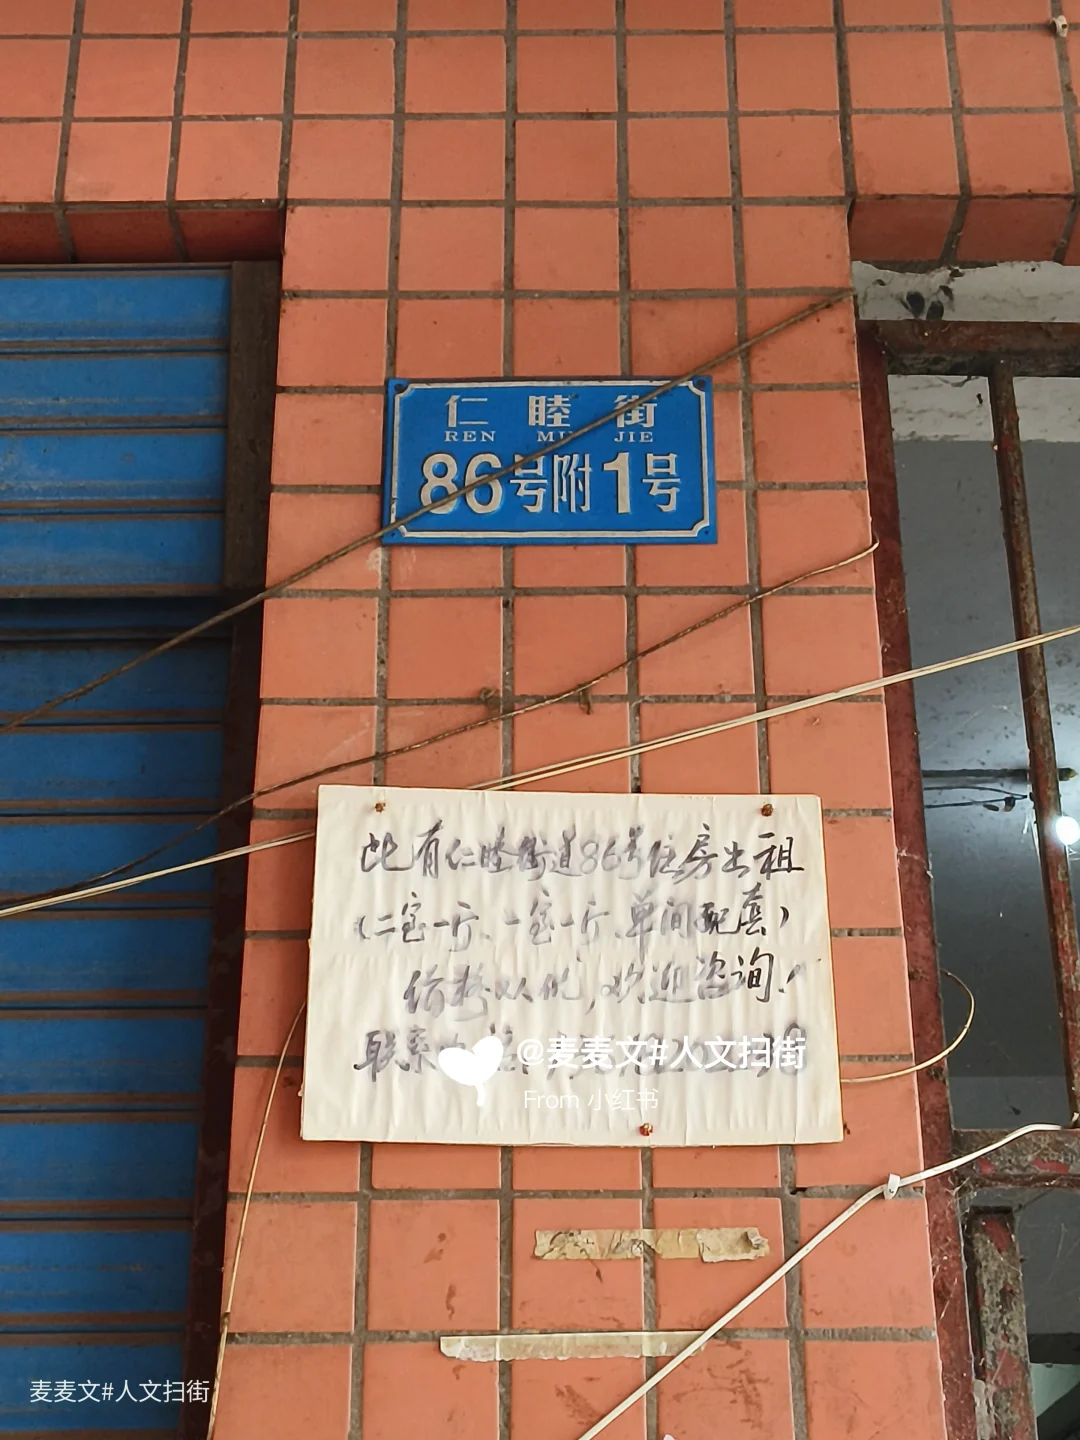 仁睦街
REN MU JIE
86号附1号
此有仁睦街道86号住房出租
(二室一厅、一室一厅、单间配套)
价格从优,欢迎咨询!
联系
@麦麦文#人文扫街
From 小红书
麦麦文#人文扫街